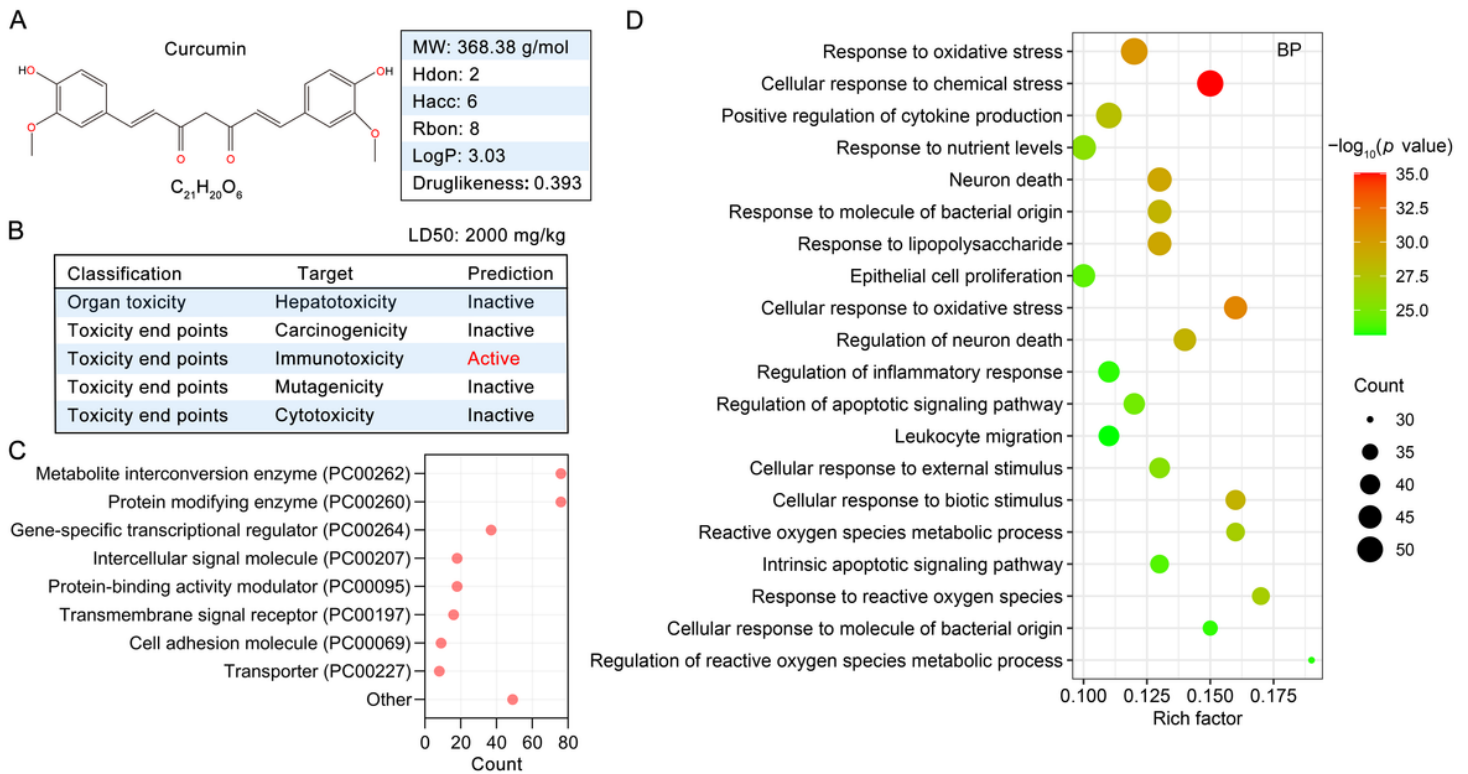 A
Curcumin
HO
OH
O
O
O
O
C21H20O6
MW: 368.38 g/mol
Hdon: 2
Hacc: 6
Rbon: 8
LogP: 3.03
Druglikeness: 0.393
B
LD50: 2000 mg/kg
Classification Target Prediction
Organ toxicity Hepatotoxicity Inactive
Toxicity end points Carcinogenicity Inactive
Toxicity end points Immunotoxicity Active
Toxicity end points Mutagenicity Inactive
Toxicity end points Cytotoxicity Inactive
C
Metabolite interconversion enzyme (PC00262)
Protein modifying enzyme (PC00260)
Gene-specific transcriptional regulator (PC00264)
Intercellular signal molecule (PC00207)
Protein-binding activity modulator (PC00095)
Transmembrane signal receptor (PC00197)
Cell adhesion molecule (PC00069)
Transporter (PC00227)
Other
0 20 40 60 80
Count
D
BP
Response to oxidative stress
Cellular response to chemical stress
Positive regulation of cytokine production
Response to nutrient levels
Neuron death
Response to molecule of bacterial origin
Response to lipopolysaccharide
Epithelial cell proliferation
Cellular response to oxidative stress
Regulation of neuron death
Regulation of inflammatory response
Regulation of apoptotic signaling pathway
Leukocyte migration
Cellular response to external stimulus
Cellular response to biotic stimulus
Reactive oxygen species metabolic process
Intrinsic apoptotic signaling pathway
Response to reactive oxygen species
Cellular response to molecule of bacterial origin
Regulation of reactive oxygen species metabolic process
0.100 0.125 0.150 0.175
Rich factor
−log10(p value)
35.0
32.5
30.0
27.5
25.0
Count
30
35
40
45
50